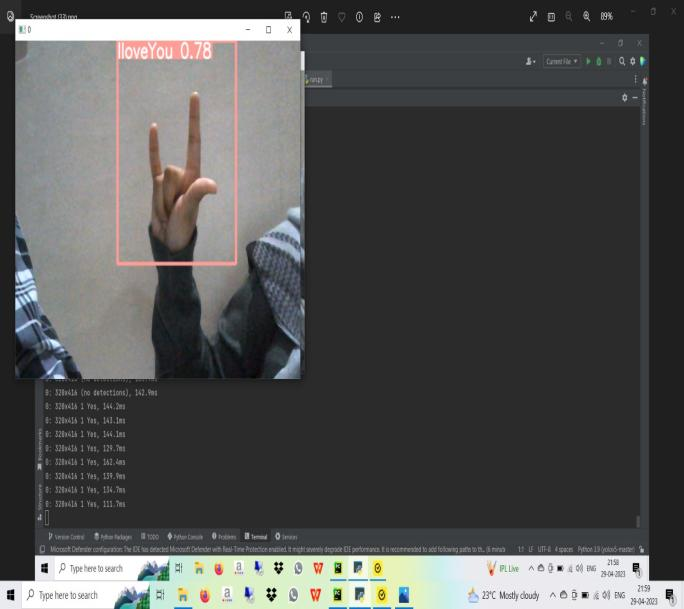 Screenshot (33).png
89%
0
IloveYou 0.78
run.py
Current File
Notifications
0: 320x416 (no detections), 142.9ms
0: 320x416 1 Yes, 144.2ms
0: 320x416 1 Yes, 143.1ms
0: 320x416 1 Yes, 144.1ms
0: 320x416 1 Yes, 129.7ms
0: 320x416 1 Yes, 162.4ms
0: 320x416 1 Yes, 139.9ms
0: 320x416 1 Yes, 134.7ms
0: 320x416 1 Yes, 111.7ms
Bookmarks
Structure
Version Control Python Packages TODO Python Console Problems Terminal Services
Microsoft Defender configuration: The IDE has detected Microsoft Defender with Real-Time Protection enabled. It might severely degrade IDE performance. It is recommended to add following paths to th... (6 minute 1:1 LF UTF-8 4 spaces Python 3.9 (yolov5-master)
Type here to search IPL Live ENG 21:58
29-04-2023
Type here to search 23°C Mostly cloudy ENG 21:59
29-04-2023